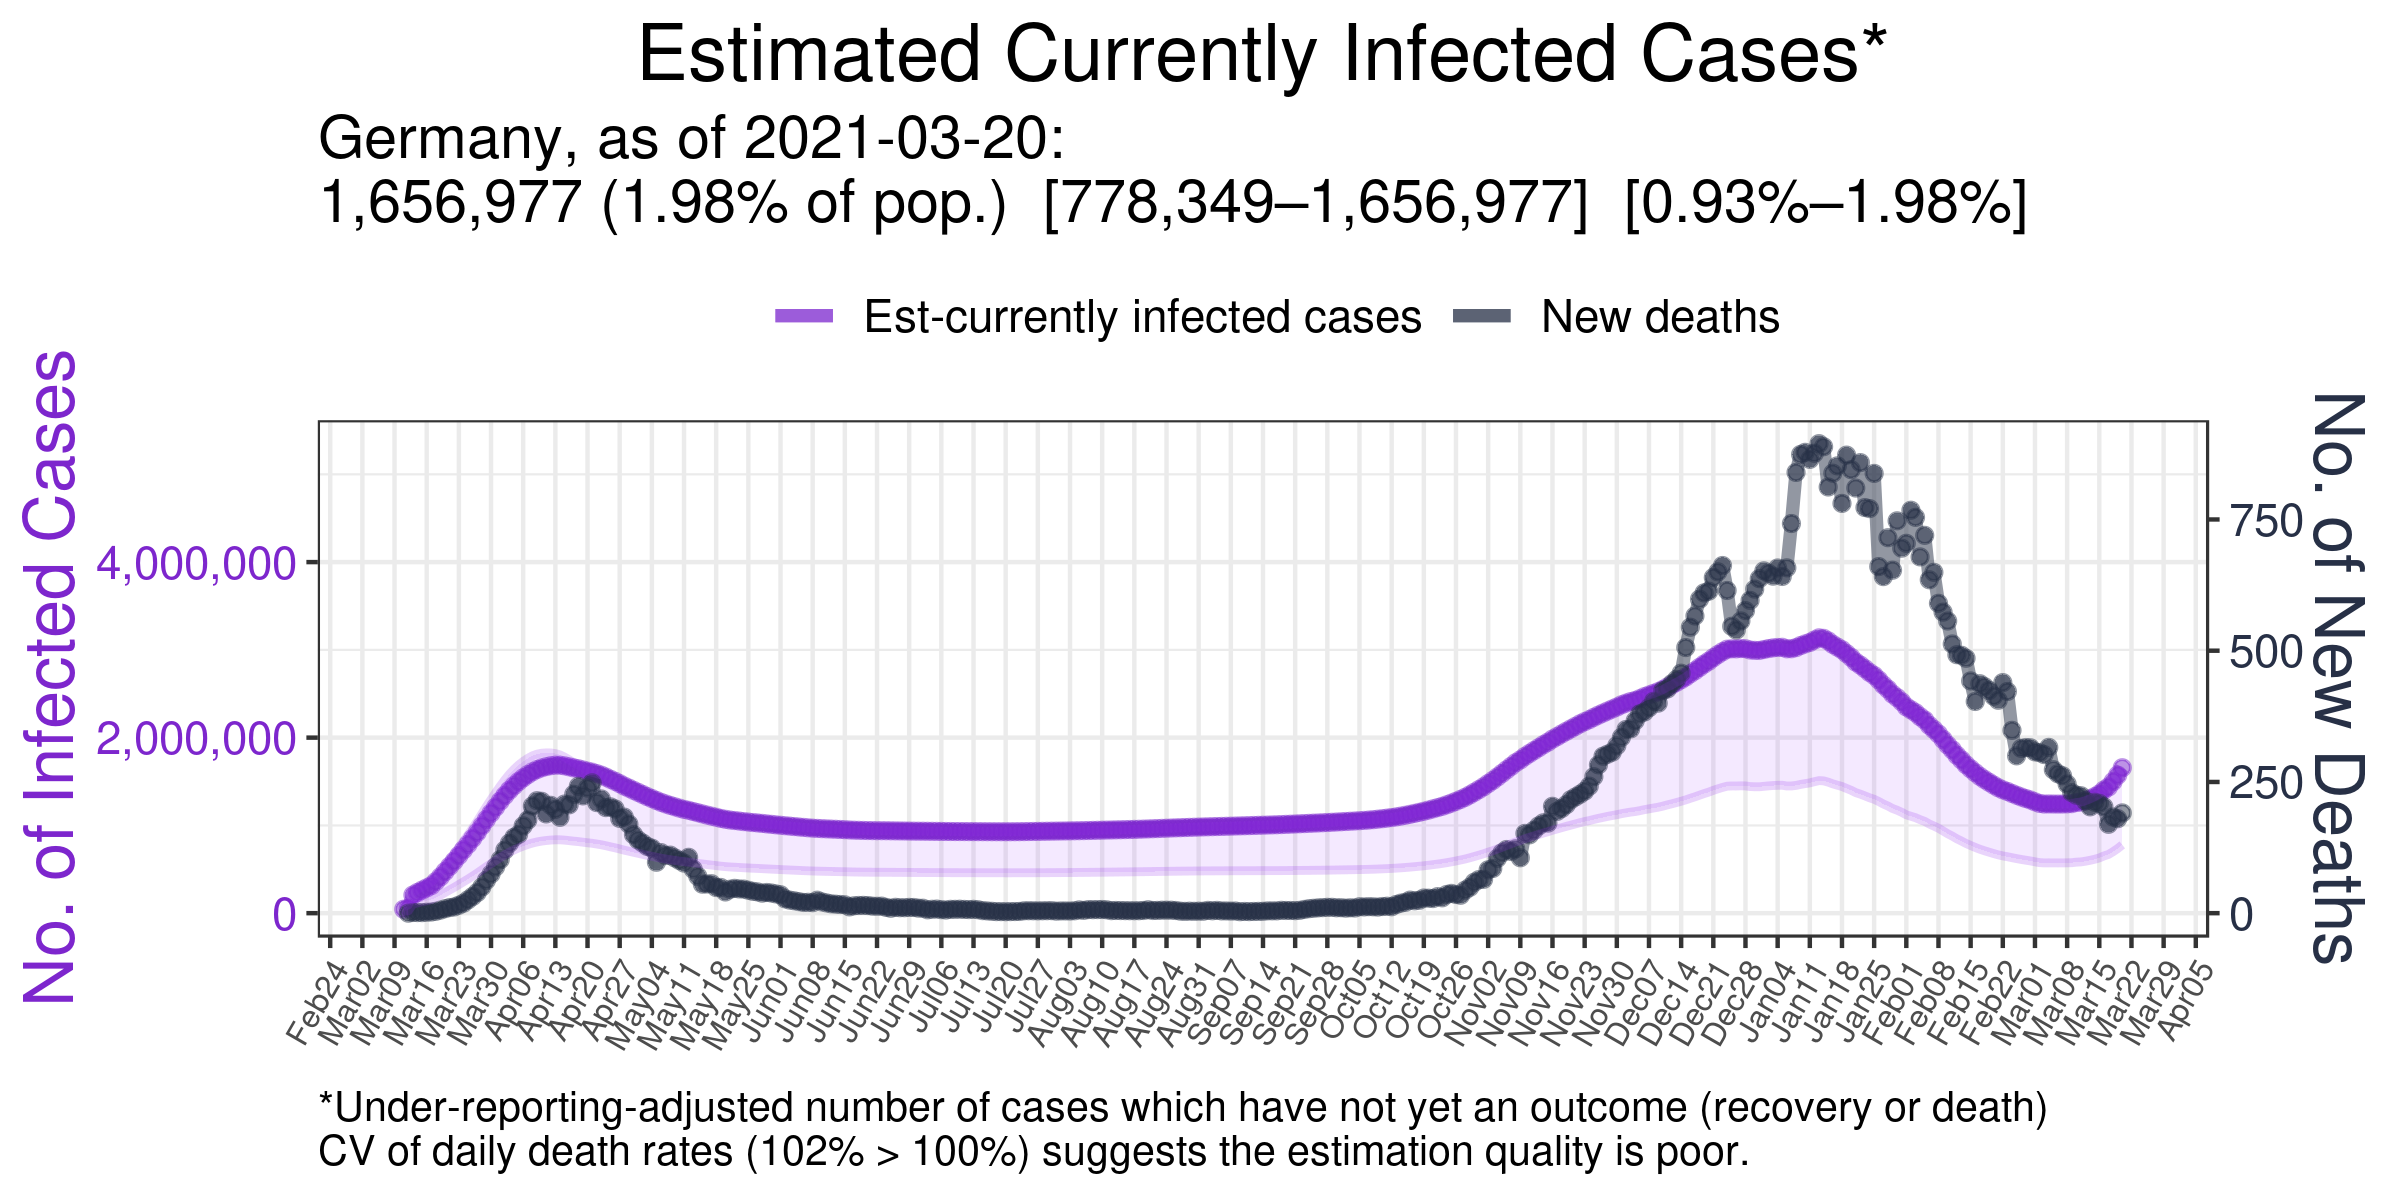 Estimated Currently Infected Cases*
Germany, as of 2021-03-20:
1,656,977 (1.98% of pop.) [778,349–1,656,977] [0.93%–1.98%]
Est-currently infected cases
New deaths
No. of Infected Cases
4,000,000
2,000,000
0
No. of New Deaths
750
500
250
0
Feb24
Mar02
Mar09
Mar16
Mar23
Mar30
Apr06
Apr13
Apr20
Apr27
May04
May11
May18
May25
Jun01
Jun08
Jun15
Jun22
Jun29
Jul06
Jul13
Jul20
Jul27
Aug03
Aug10
Aug17
Aug24
Aug31
Sep07
Sep14
Sep21
Sep28
Oct05
Oct12
Oct19
Oct26
Nov02
Nov09
Nov16
Nov23
Nov30
Dec07
Dec14
Dec21
Dec28
Jan04
Jan11
Jan18
Jan25
Feb01
Feb08
Feb15
Feb22
Mar01
Mar08
Mar15
Mar22
Mar29
Apr05
*Under-reporting-adjusted number of cases which have not yet an outcome (recovery or death)
CV of daily death rates (102% > 100%) suggests the estimation quality is poor.